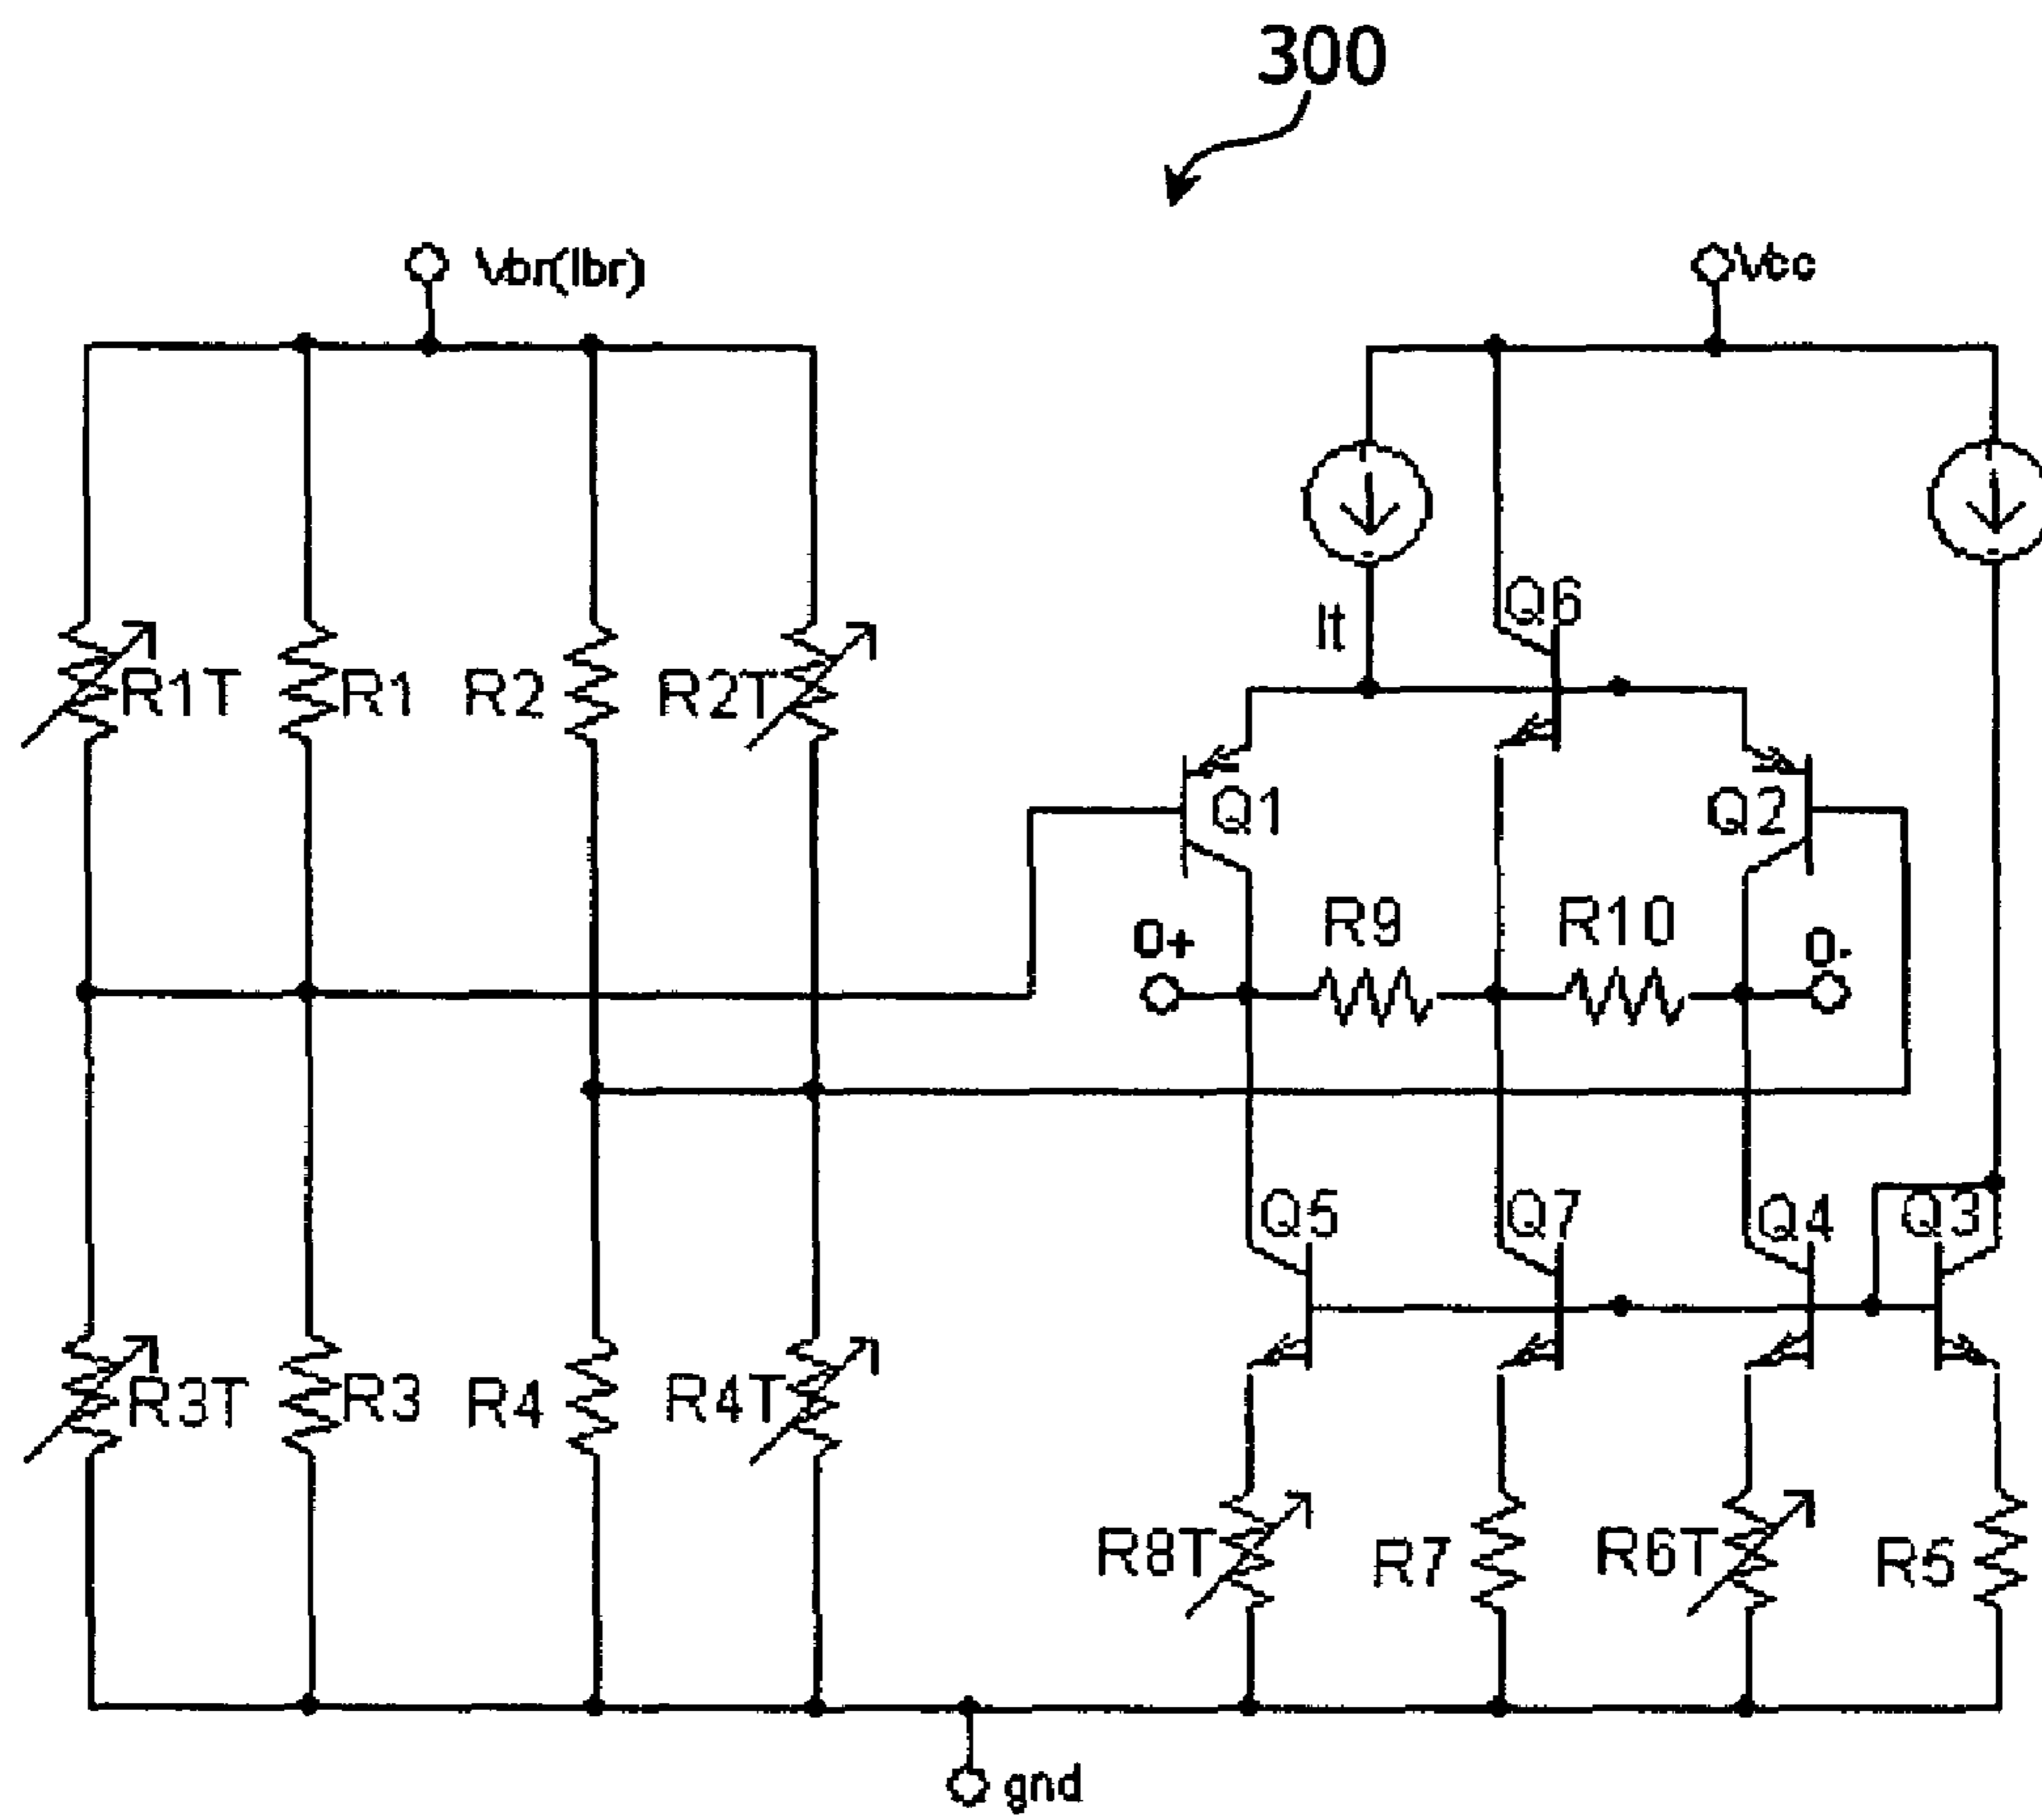 300
Vbr(Ibr)
Vcc
It
Q6
R1T
R1
R2
R2T
Q1
Q2
O+
R9
R10
O-
Q5
Q7
Q4
Q3
R3T
R3
R4
R4T
R8T
R7
R6T
R5
gnd